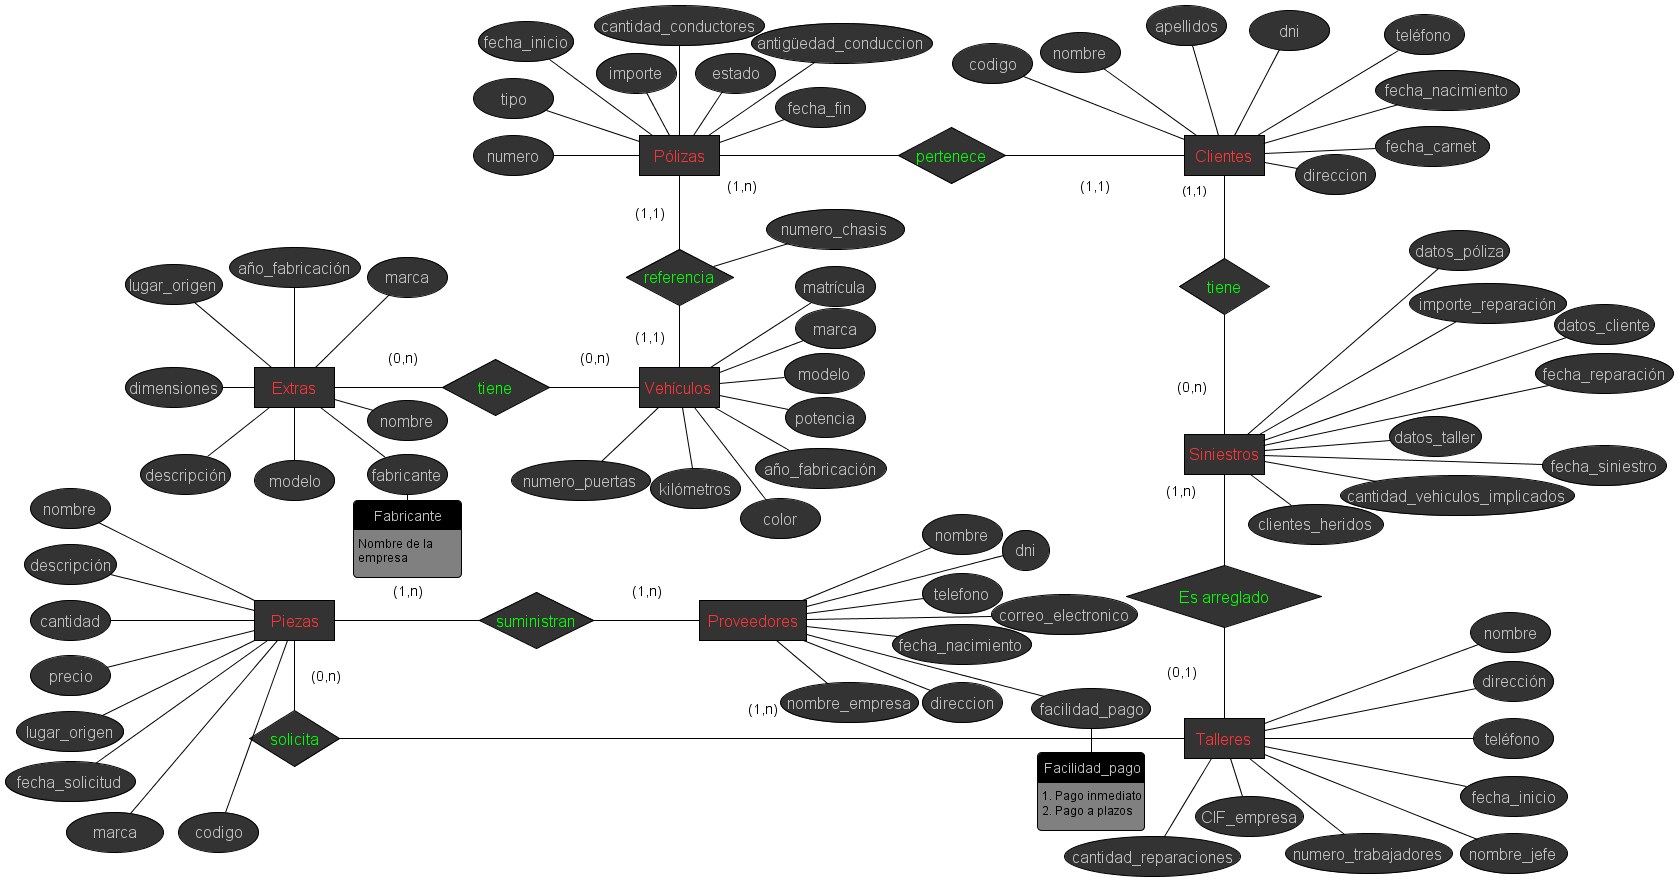 cantidad_conductores
apellidos
dni
teléfono
fecha_inicio
antigüedad_conduccion
nombre
codigo
importe
estado
fecha_nacimiento
tipo
fecha_fin
fecha_carnet
numero
Pólizas
pertenece
Clientes
direccion
(1,n)
(1,1)
(1,1)
(1,1)
numero_chasis
datos_póliza
referencia
tiene
año_fabricación
lugar_origen
marca
matrícula
importe_reparación
marca
datos_cliente
(1,1)
(0,n)
(0,n)
modelo
fecha_reparación
dimensiones
Extras
tiene
Vehículos
(0,n)
nombre
potencia
datos_taller
Siniestros
fecha_siniestro
descripción
modelo
fabricante
año_fabricación
numero_puertas
kilómetros
(1,n)
cantidad_vehiculos_implicados
color
clientes_heridos
Fabricante
Nombre de la
empresa
nombre
descripción
nombre
dni
(1,n)
(1,n)
telefono
Es arreglado
correo_electronico
cantidad
Piezas
suministran
Proveedores
nombre
fecha_nacimiento
precio
(0,n)
(0,1)
dirección
nombre_empresa
direccion
facilidad_pago
(1,n)
lugar_origen
solicita
Talleres
teléfono
Facilidad_pago
1. Pago inmediato
2. Pago a plazos
fecha_solicitud
fecha_inicio
CIF_empresa
marca
codigo
cantidad_reparaciones
numero_trabajadores
nombre_jefe